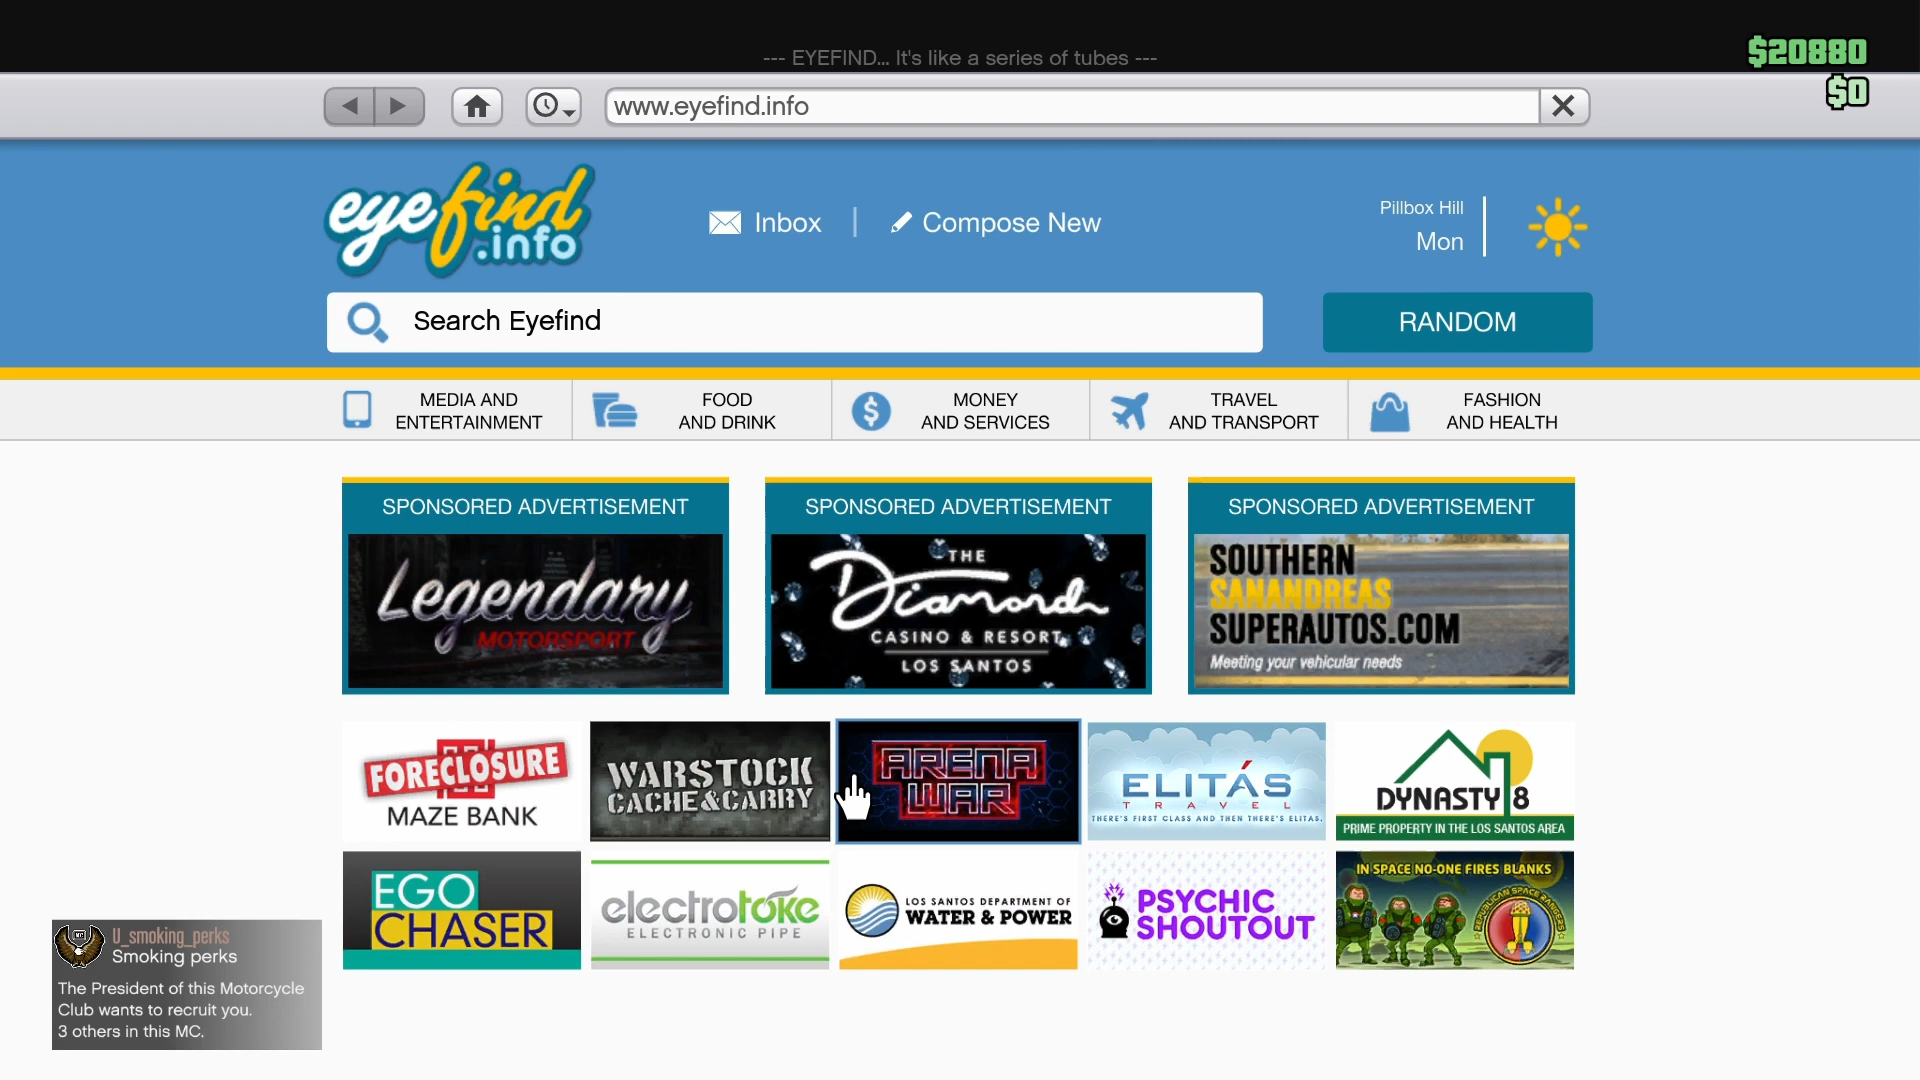 --- EYEFIND... It's like a series of tubes ---
$20880
$0
www.eyefind.info
eyefind
.info
Inbox
Compose New
Pillbox Hill
Mon
Search Eyefind
RANDOM
MEDIA AND
ENTERTAINMENT
FOOD
AND DRINK
MONEY
AND SERVICES
TRAVEL
AND TRANSPORT
FASHION
AND HEALTH
SPONSORED ADVERTISEMENT
Legendary
MOTORSPORT
SPONSORED ADVERTISEMENT
THE
Diamond
CASINO & RESORT
LOS SANTOS
SPONSORED ADVERTISEMENT
SOUTHERN
SANANDREAS
SUPERAUTOS.COM
Meeting your vehicular needs
FORECLOSURE
MAZE BANK
WARSTOCK
CACHE&CARRY
ARENA
WAR
ELITÁS
TRAVEL
THERE'S FIRST CLASS AND THEN THERE'S ELITAS.
DYNASTY 8
PRIME PROPERTY IN THE LOS SANTOS AREA
EGO
CHASER
electrotoke
ELECTRONIC PIPE
LOS SANTOS DEPARTMENT OF
WATER & POWER
PSYCHIC
SHOUTOUT
IN SPACE NO-ONE FIRES BLANKS
REPUBLICAN SPACE RANGERS
MC
U_smoking_perks
Smoking perks
The President of this Motorcycle
Club wants to recruit you.
3 others in this MC.